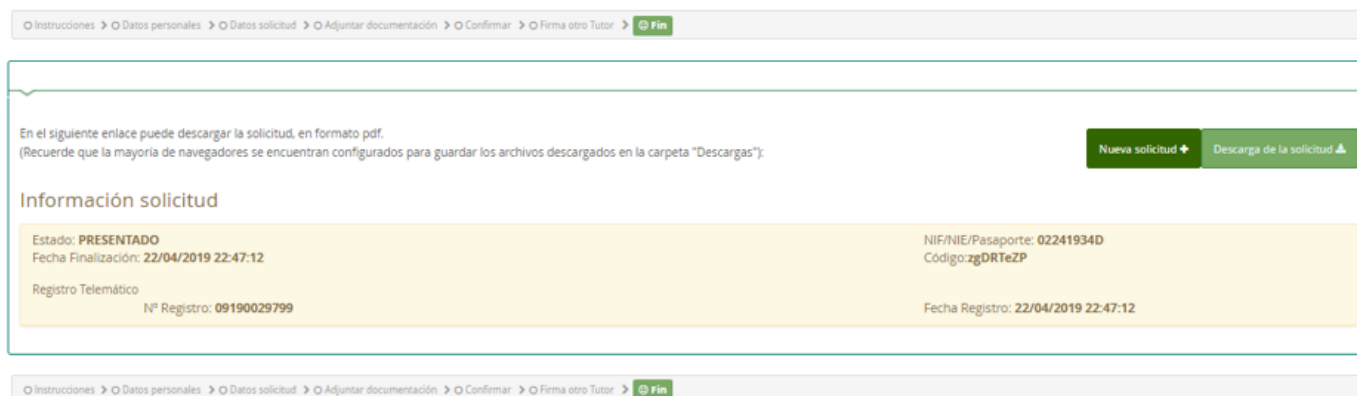 Instrucciones > Datos personales > Datos solicitud > Adjuntar documentación > Confirmar > Firma otro Tutor > Fin
En el siguiente enlace puede descargar la solicitud, en formato pdf.
(Recuerde que la mayoría de navegadores se encuentran configurados para guardar los archivos descargados en la carpeta "Descargas"):
Nueva solicitud + Descarga de la solicitud
Información solicitud
Estado: PRESENTADO NIF/NIE/Pasaporte: 02241934D
Fecha Finalización: 22/04/2019 22:47:12 Código:zgDRTeZP
Registro Telemático
Nº Registro: 09190029799 Fecha Registro: 22/04/2019 22:47:12
Instrucciones > Datos personales > Datos solicitud > Adjuntar documentación > Confirmar > Firma otro Tutor > Fin